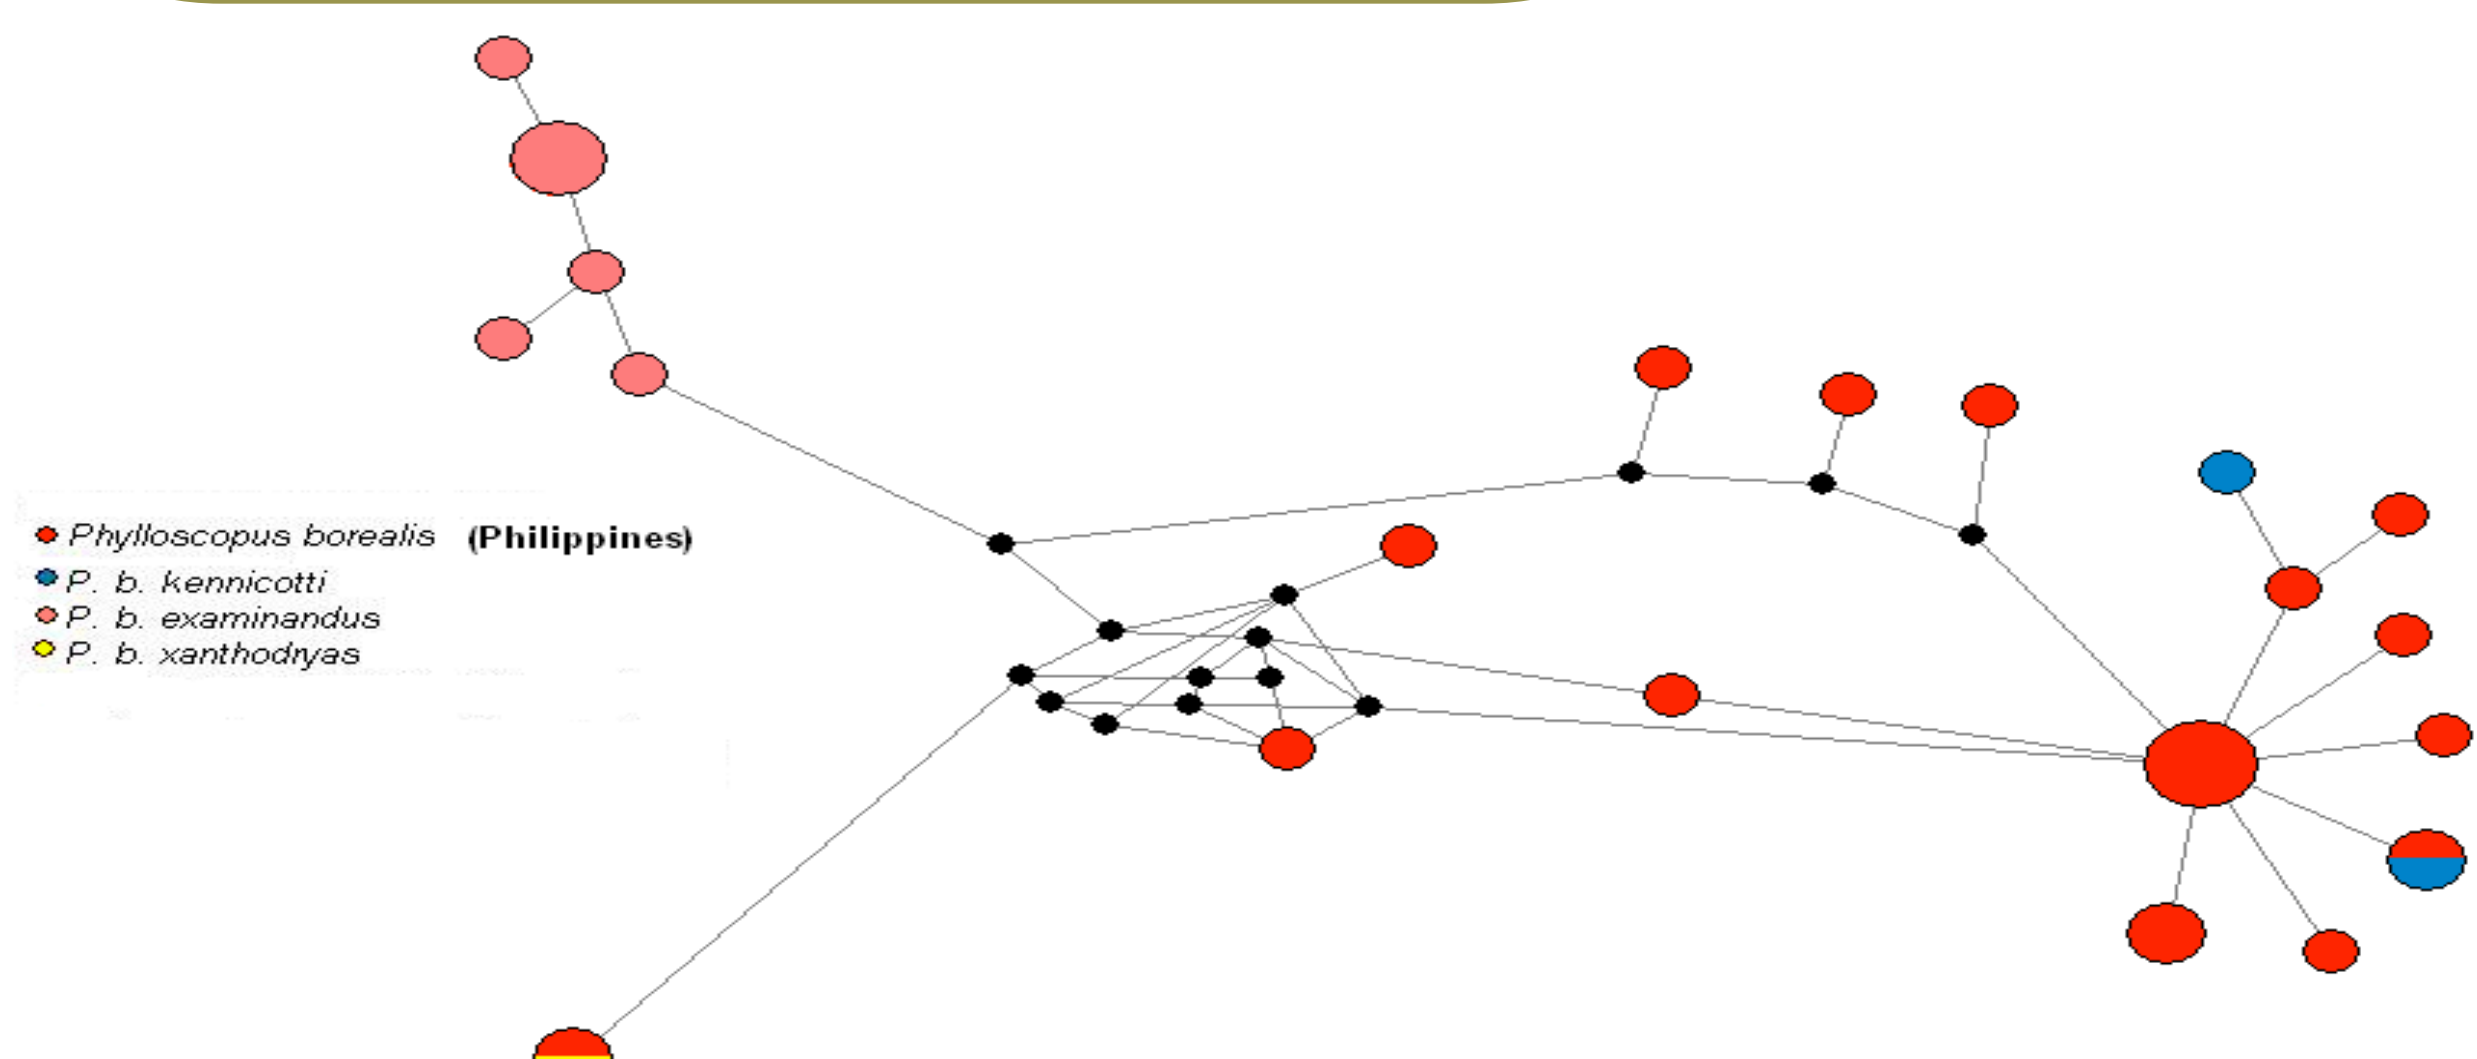 Phylloscopus borealis (Philippines)
P. b. kennicotti
P. b. examinandus
P. b. xanthodryas